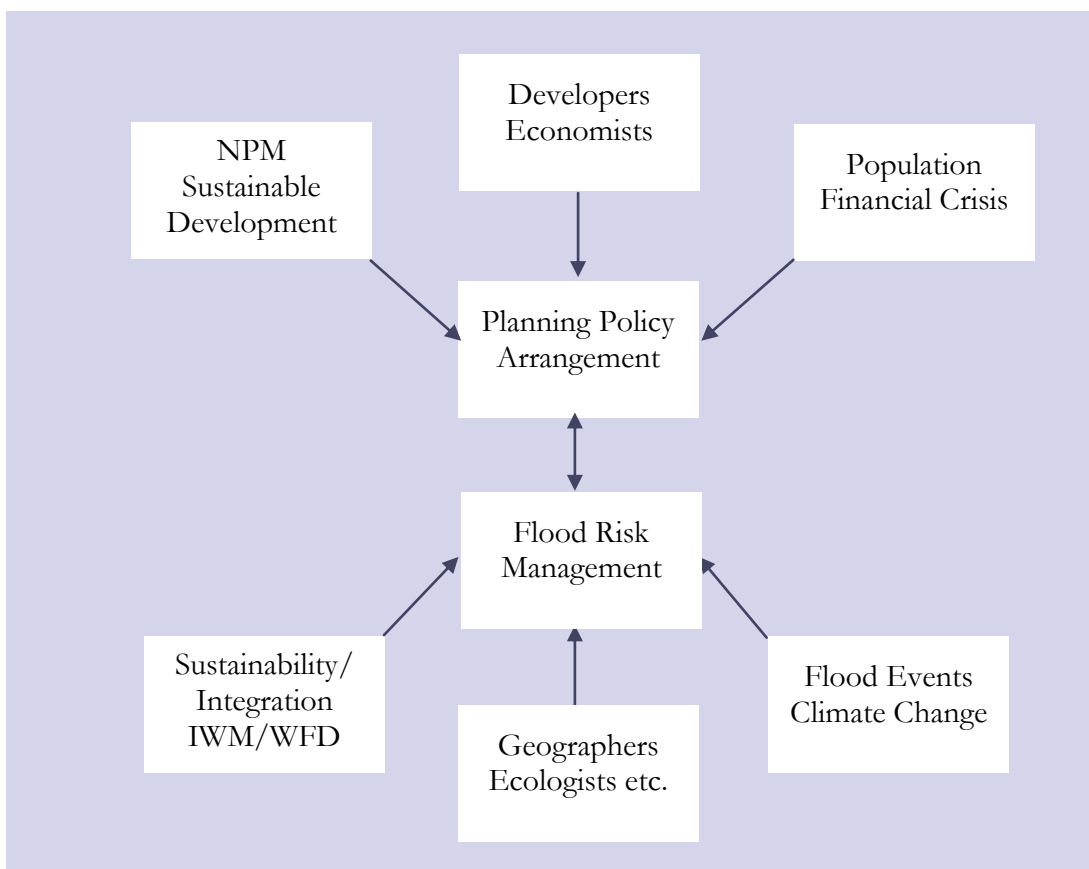 Developers
Economists
NPM
Sustainable
Development
Population
Financial Crisis
Planning Policy
Arrangement
Flood Risk
Management
Sustainability/
Integration
IWM/WFD
Geographers
Ecologists etc.
Flood Events
Climate Change